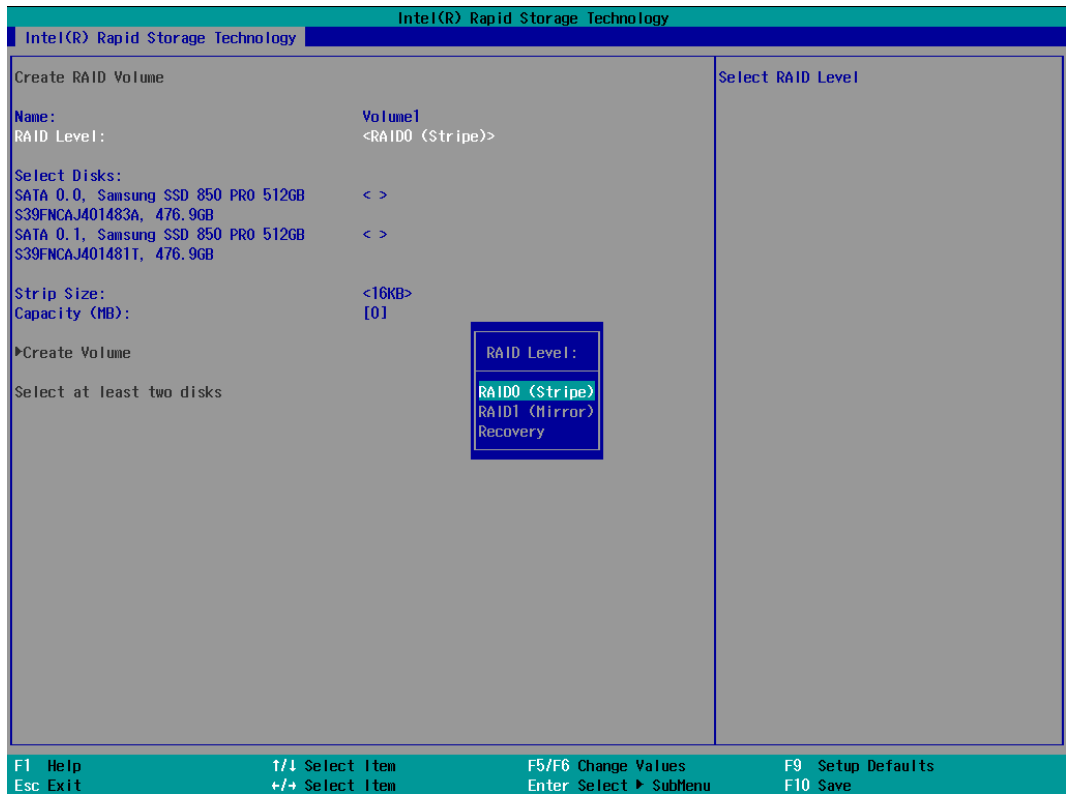 Intel(R) Rapid Storage Technology
Intel(R) Rapid Storage Technology
Create RAID Volume
Select RAID Level
Name: Volume1
RAID Level: <RAID0 (Stripe)>
Select Disks:
SATA 0.0, Samsung SSD 850 PRO 512GB < >
S39FNCAJ401483A, 476.9GB
SATA 0.1, Samsung SSD 850 PRO 512GB < >
S39FNCAJ401481T, 476.9GB
Strip Size: <16KB>
Capacity (MB): [0]
▶Create Volume
Select at least two disks
RAID Level:
RAID0 (Stripe)
RAID1 (Mirror)
Recovery
F1 Help ↑/↓ Select Item F5/F6 Change Values F9 Setup Defaults
Esc Exit ←/→ Select Item Enter Select ▶ SubMenu F10 Save